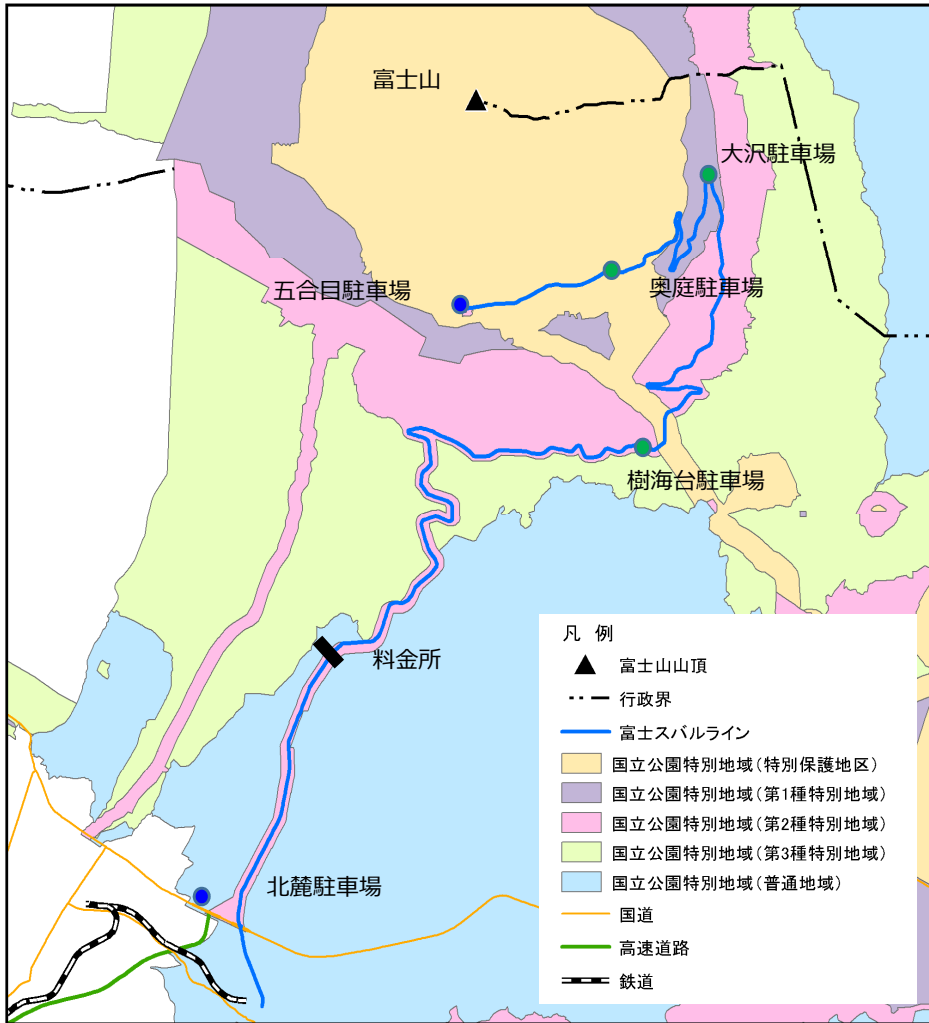 富士山
大沢駐車場
五合目駐車場
奥庭駐車場
樹海台駐車場
料金所
北麓駐車場
凡 例
富士山山頂
行政界
富士スバルライン
国立公園特別地域(特別保護地区)
国立公園特別地域(第1種特別地域)
国立公園特別地域(第2種特別地域)
国立公園特別地域(第3種特別地域)
国立公園特別地域(普通地域)
国道
高速道路
鉄道